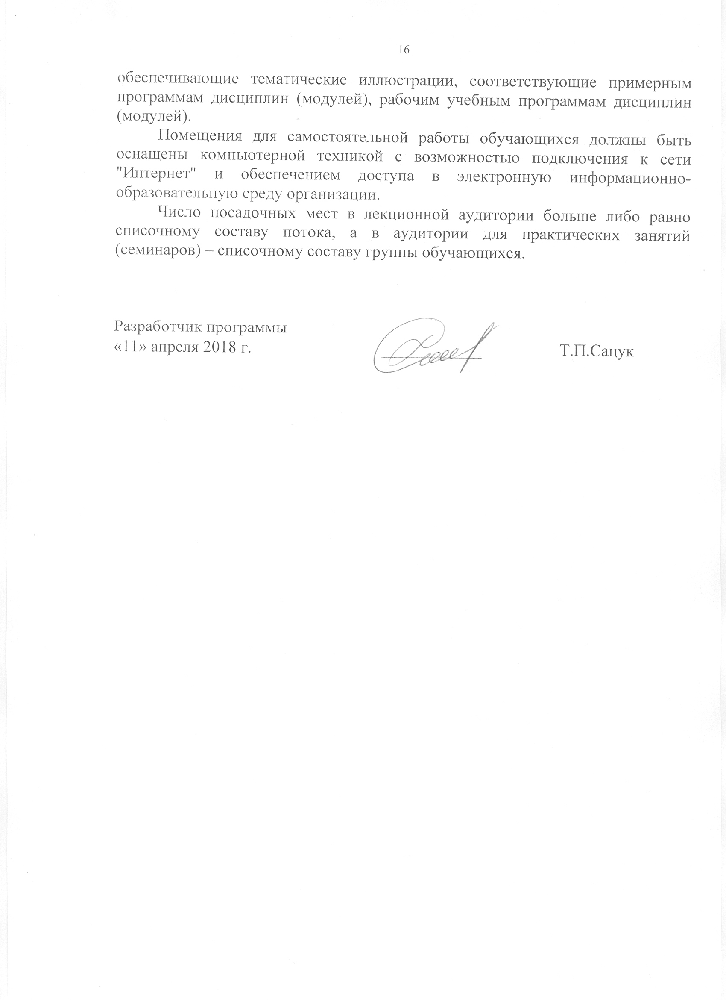 16
обеспечивающие тематические иллюстрации, соответствующие примерным
программам дисциплин (модулей), рабочим учебным программам дисциплин
(модулей).
Помещения для самостоятельной работы обучающихся должны быть
оснащены компьютерной техникой с возможностью подключения к сети
"Интернет" и обеспечением доступа в электронную информационно-
образовательную среду организации.
Число посадочных мест в лекционной аудитории больше либо равно
списочному составу потока, а в аудитории для практических занятий
(семинаров) – списочному составу группы обучающихся.
Разработчик программы
«11» апреля 2018 г.
Т.П.Сацук